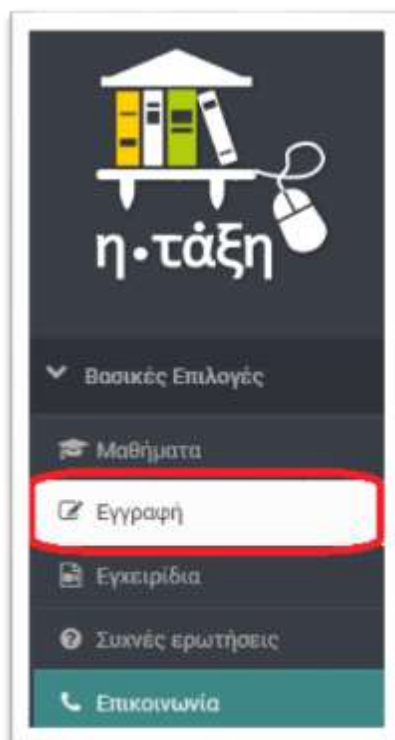 η•τάξη
Βασικές Επιλογές
Μαθήματα
Εγγραφή
Εγχειρίδια
Συχνές ερωτήσεις
Επικοινωνία